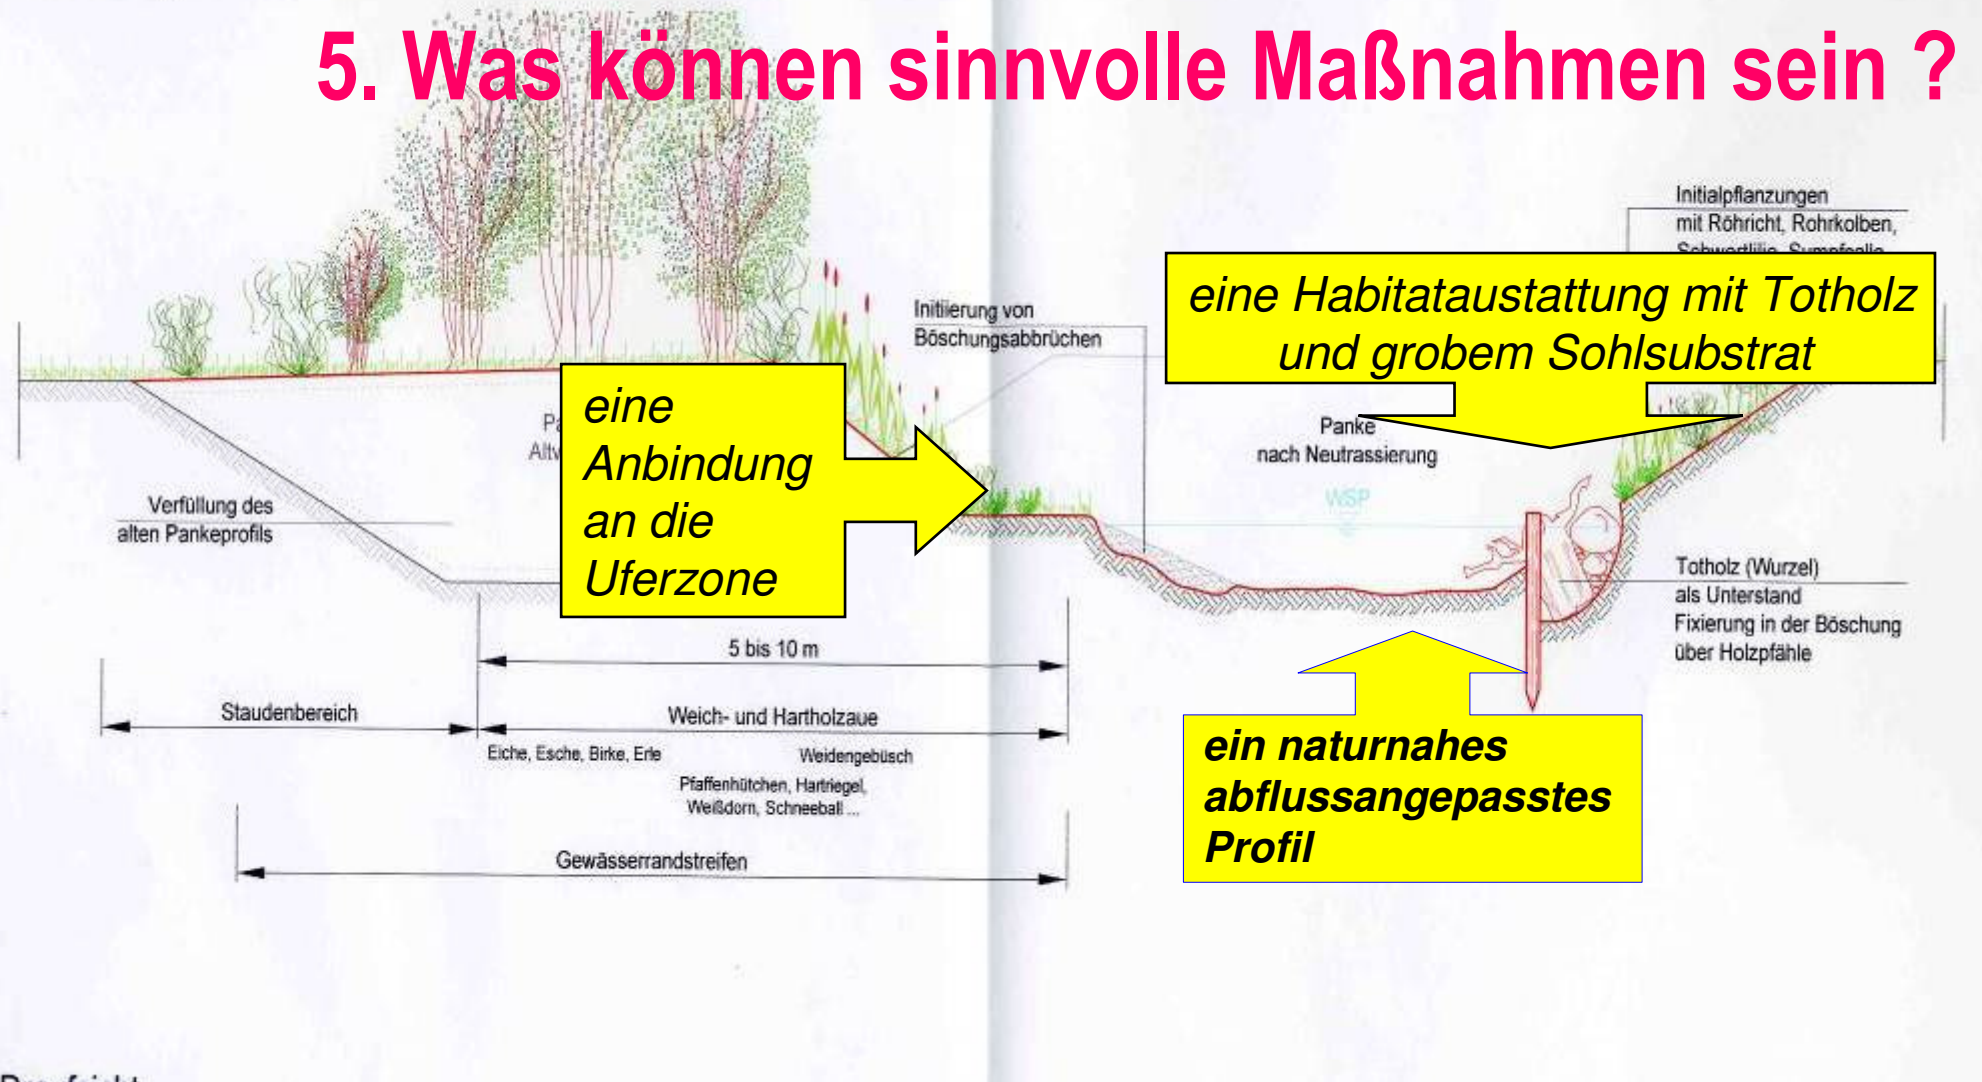 5. Was können sinnvolle Maßnahmen sein ?
Initialpflanzungen
mit Röhricht, Rohrkolben,
eine Habitataustattung mit Totholz
und grobem Sohlsubstrat
Initiierung von
Böschungsabbrüchen
eine
Anbindung
an die
Uferzone
Panke
nach Neutrassierung
WSP
Verfüllung des
alten Pankeprofils
Totholz (Wurzel)
als Unterstand
Fixierung in der Böschung
über Holzpfähle
5 bis 10 m
Staudenbereich
Weich- und Hartholzaue
Eiche, Esche, Birke, Erle
Weidengebüsch
Pfaffenhütchen, Hartriegel,
Weißdorn, Schneeball ...
ein naturnahes
abflussangepasstes
Profil
Gewässerrandstreifen